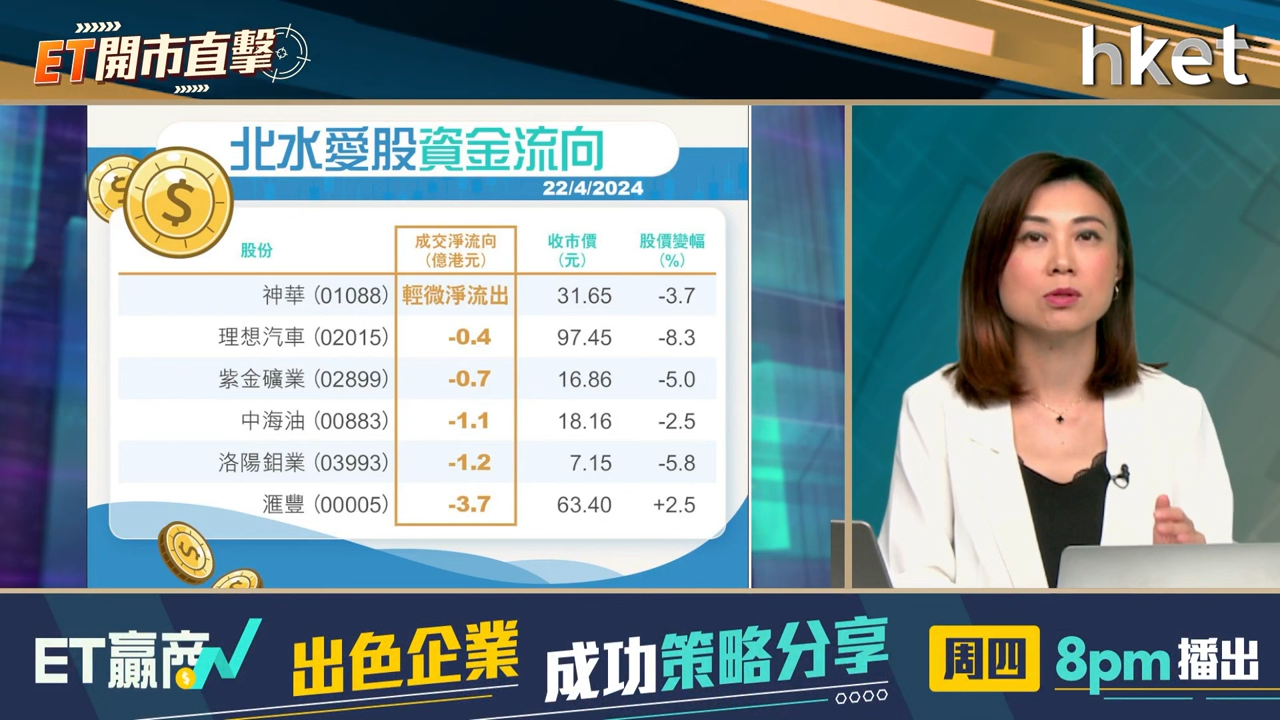 ET開市直擊
hket
北水愛股資金流向
22/4/2024
股份 成交淨流向 收市價 股價變幅
(億港元) (元) (%)
神華 (01088) 輕微淨流出 31.65 -3.7
理想汽車 (02015) -0.4 97.45 -8.3
紫金礦業 (02899) -0.7 16.86 -5.0
中海油 (00883) -1.1 18.16 -2.5
洛陽鉬業 (03993) -1.2 7.15 -5.8
滙豐 (00005) -3.7 63.40 +2.5
ET贏商 出色企業 成功策略分享 周四 8pm播出